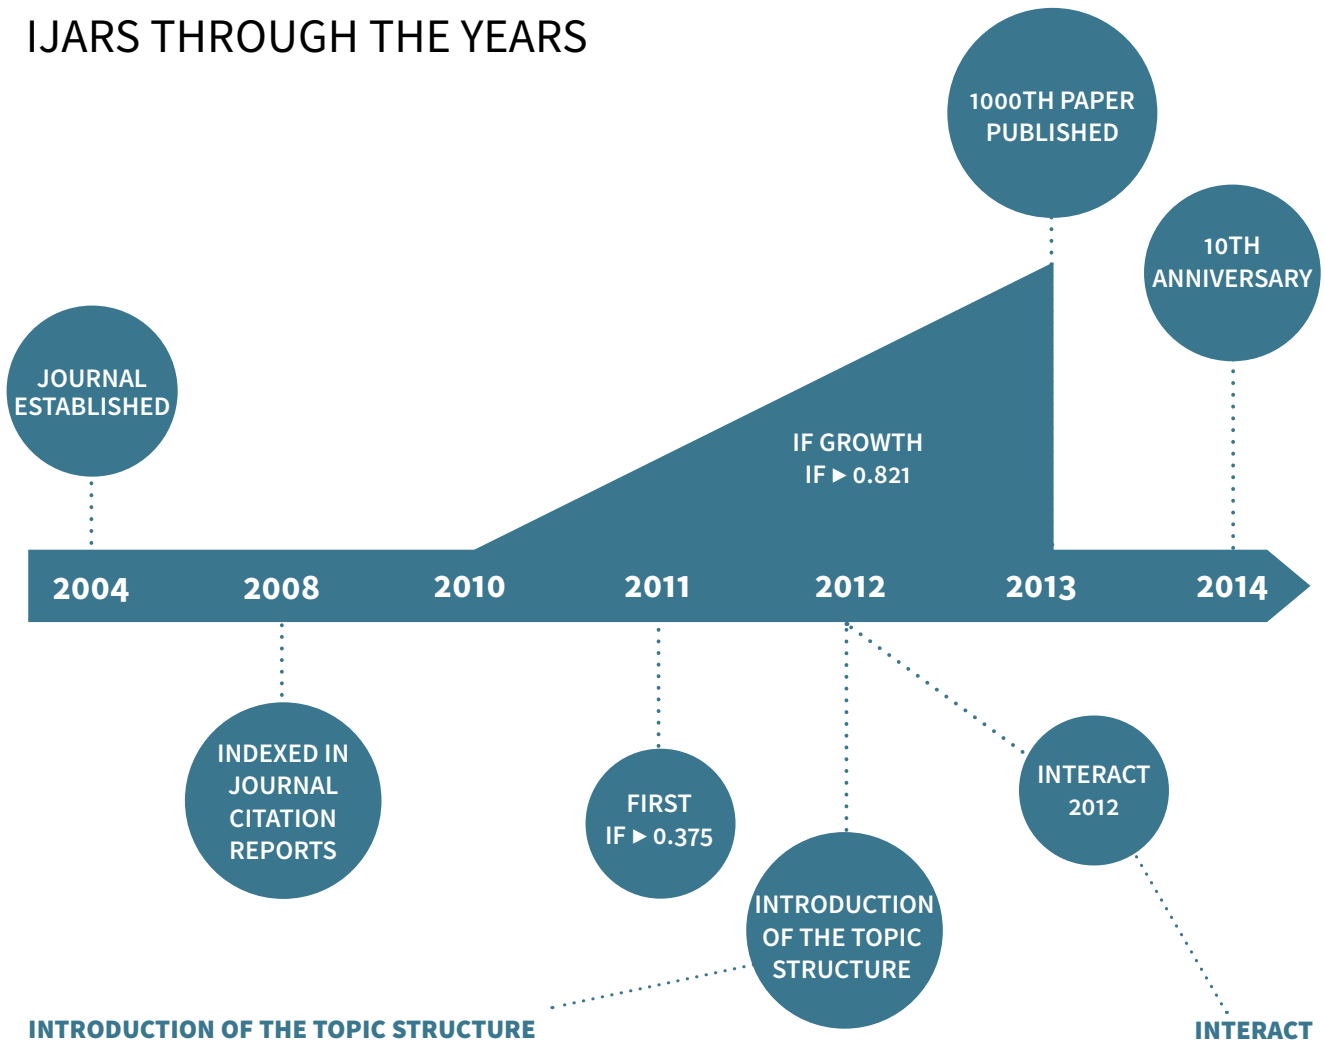 IJARS THROUGH THE YEARS
1000TH PAPER
PUBLISHED
10TH
ANNIVERSARY
JOURNAL
ESTABLISHED
IF GROWTH
IF ► 0.821
2004 2008 2010 2011 2012 2013 2014
INDEXED IN
JOURNAL
CITATION
REPORTS
FIRST
IF ► 0.375
INTERACT
2012
INTRODUCTION
OF THE TOPIC
STRUCTURE
INTRODUCTION OF THE TOPIC STRUCTURE
INTERACT